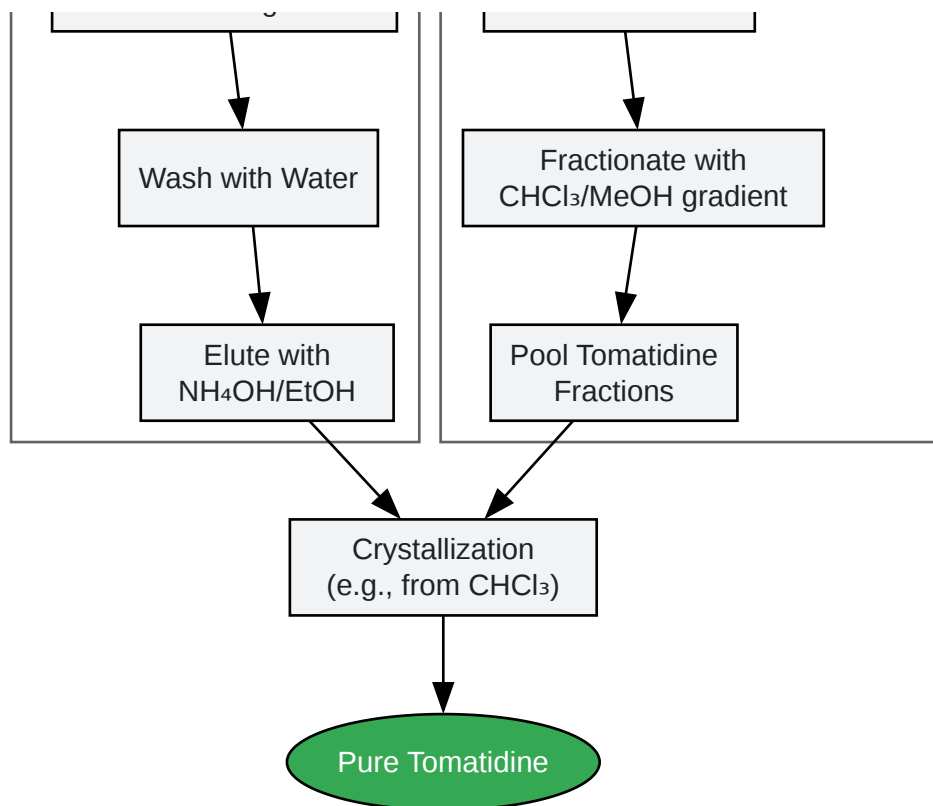 Wash with Water
Fractionate with
CHCl₃/MeOH gradient
Elute with
NH₄OH/EtOH
Pool Tomatidine
Fractions
Crystallization
(e.g., from CHCl₃)
Pure Tomatidine